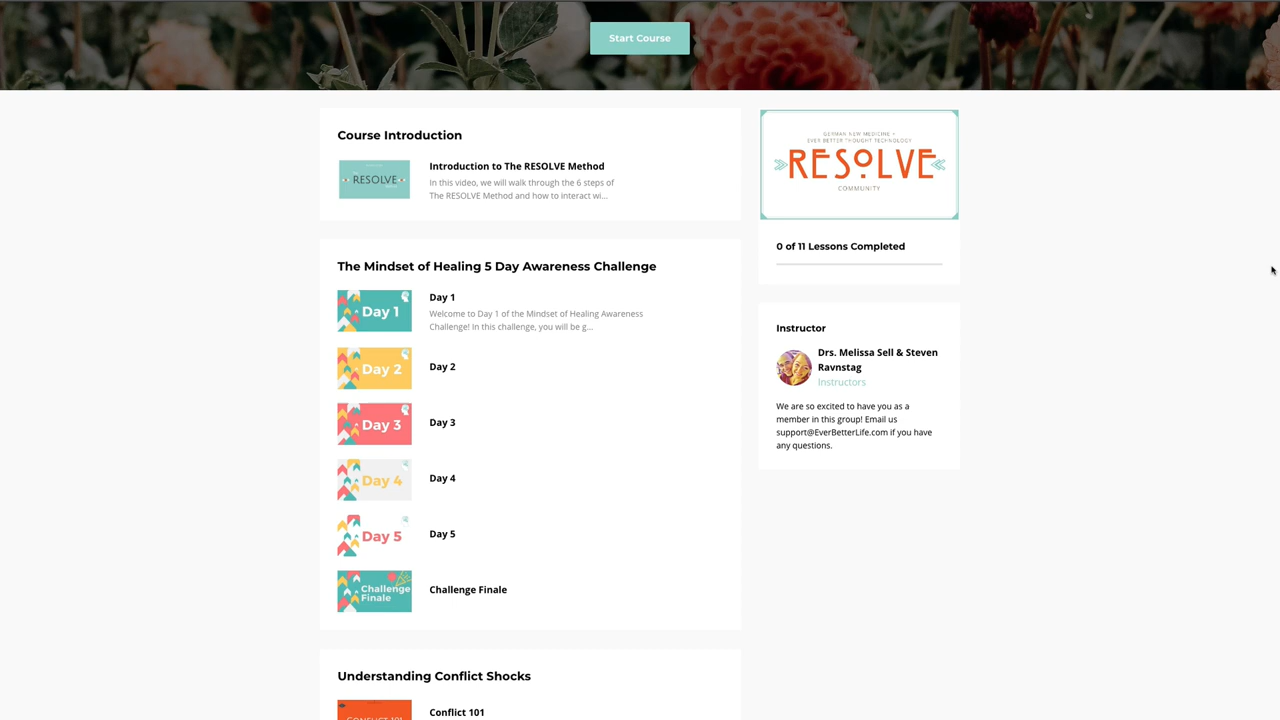 Start Course
Course Introduction
RESOLVE
Introduction to The RESOLVE Method
In this video, we will walk through the 6 steps of
The RESOLVE Method and how to interact wi...
The Mindset of Healing 5 Day Awareness Challenge
Day 1
Day 1
Welcome to Day 1 of the Mindset of Healing Awareness
Challenge! In this challenge, you will be g...
Day 2
Day 2
Day 3
Day 3
Day 4
Day 4
Day 5
Day 5
Challenge
Finale
Challenge Finale
Understanding Conflict Shocks
CONFLICT 101
Conflict 101
GERMAN NEW MEDICINE +
EVER BETTER THOUGHT TECHNOLOGY
RESOLVE
COMMUNITY
0 of 11 Lessons Completed
Instructor
Drs. Melissa Sell & Steven
Ravnstag
Instructors
We are so excited to have you as a
member in this group! Email us
support@EverBetterLife.com if you have
any questions.